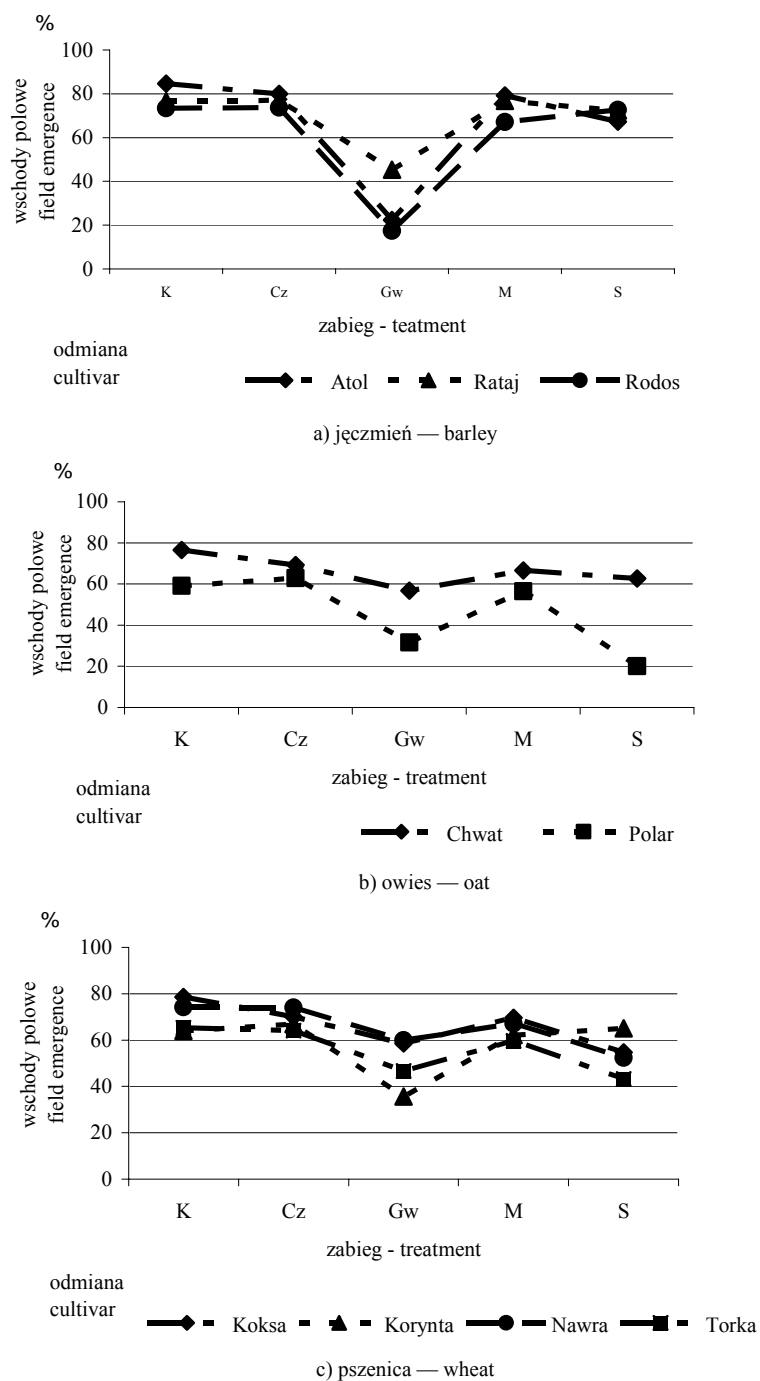 %
100
80
60
40
20
0
wschody polowe
field emergence
K Cz Gw M S
zabieg - teatment
odmiana
cultivar
Atol Rataj Rodos
a) jęczmień — barley
%
100
80
60
40
20
0
wschody polowe
field emergence
K Cz Gw M S
zabieg - treatment
odmiana
cultivar
Chwat Polar
b) owies — oat
%
100
80
60
40
20
0
wschody polowe
field emergence
K Cz Gw M S
zabieg - treatment
odmiana
cultivar
Koksa Korynta Nawra Torka
c) pszenica — wheat